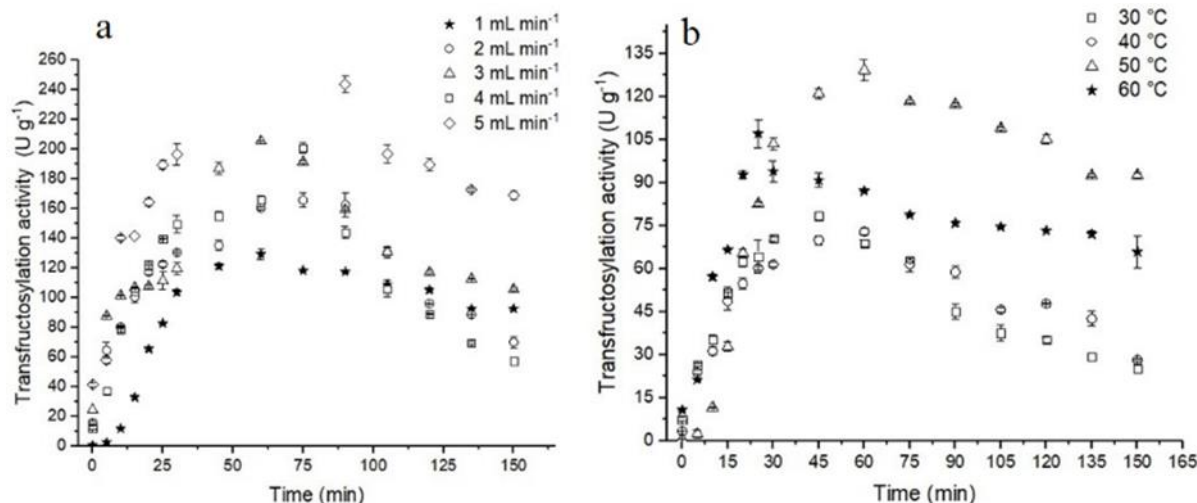 a
1 mL min⁻¹
2 mL min⁻¹
3 mL min⁻¹
4 mL min⁻¹
5 mL min⁻¹
Transfructosylation activity (U g⁻¹)
260
240
220
200
180
160
140
120
100
80
60
40
20
0
0 25 50 75 100 125 150
Time (min)
b
30 °C
40 °C
50 °C
60 °C
Transfructosylation activity (U g⁻¹)
135
120
105
90
75
60
45
30
15
0
0 15 30 45 60 75 90 105 120 135 150 165
Time (min)